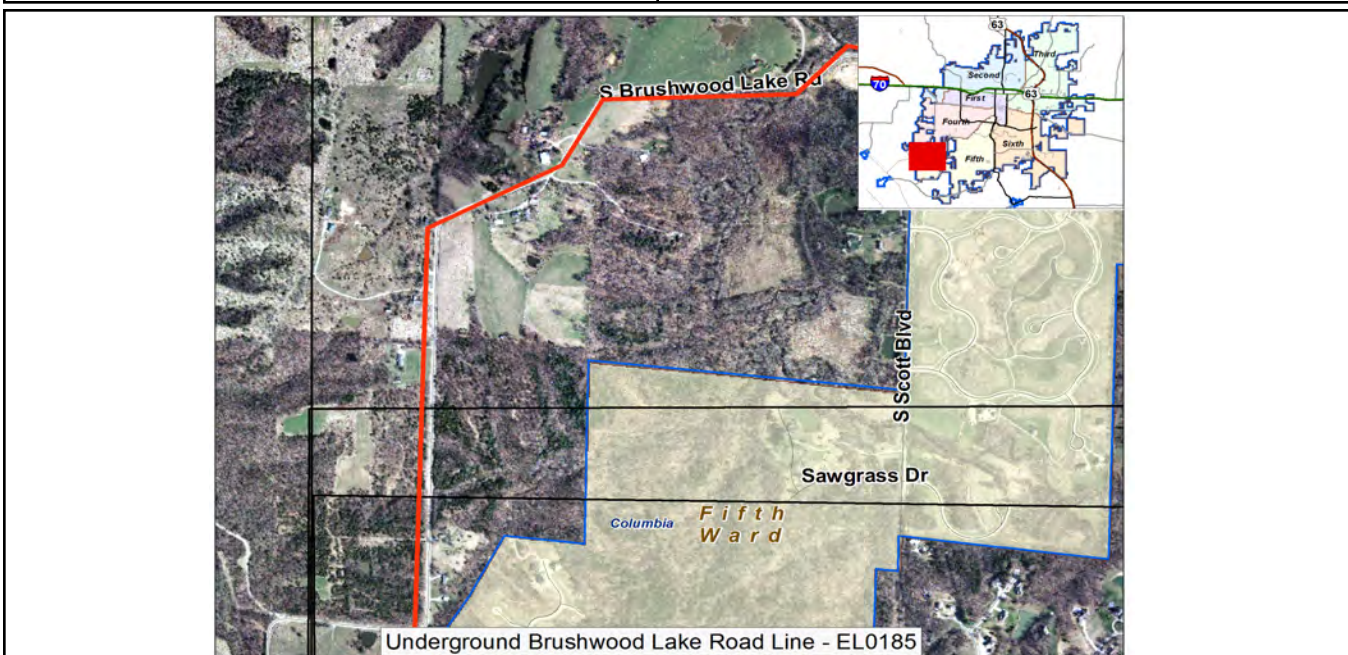 S Brushwood Lake Rd
63
Third
Second
70
63
First
Fourth
Sixth
Fifth
S Scott Blvd
Sawgrass Dr
Columbia
Fifth
Ward
Underground Brushwood Lake Road Line - EL0185